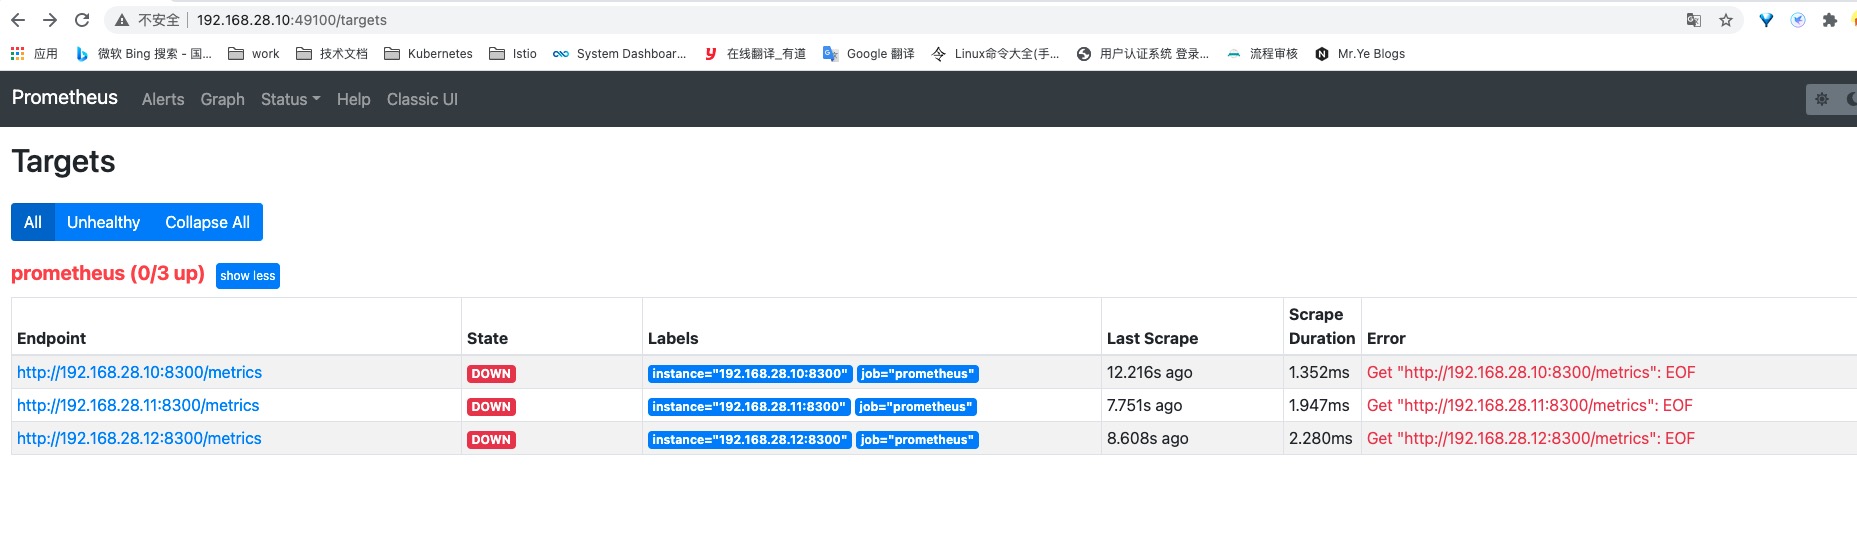 不安全 192.168.28.10:49100/targets
应用 微软 Bing 搜索 - 国... work 技术文档 Kubernetes Istio System Dashboar... 在线翻译_有道 Google 翻译 Linux命令大全(手... 用户认证系统 登录... 流程审核 Mr.Ye Blogs
Prometheus Alerts Graph Status Help Classic UI
Targets
All Unhealthy Collapse All
prometheus (0/3 up) show less
Endpoint State Labels Last Scrape Scrape Duration Error
http://192.168.28.10:8300/metrics DOWN instance="192.168.28.10:8300" job="prometheus" 12.216s ago 1.352ms Get "http://192.168.28.10:8300/metrics": EOF
http://192.168.28.11:8300/metrics DOWN instance="192.168.28.11:8300" job="prometheus" 7.751s ago 1.947ms Get "http://192.168.28.11:8300/metrics": EOF
http://192.168.28.12:8300/metrics DOWN instance="192.168.28.12:8300" job="prometheus" 8.608s ago 2.280ms Get "http://192.168.28.12:8300/metrics": EOF